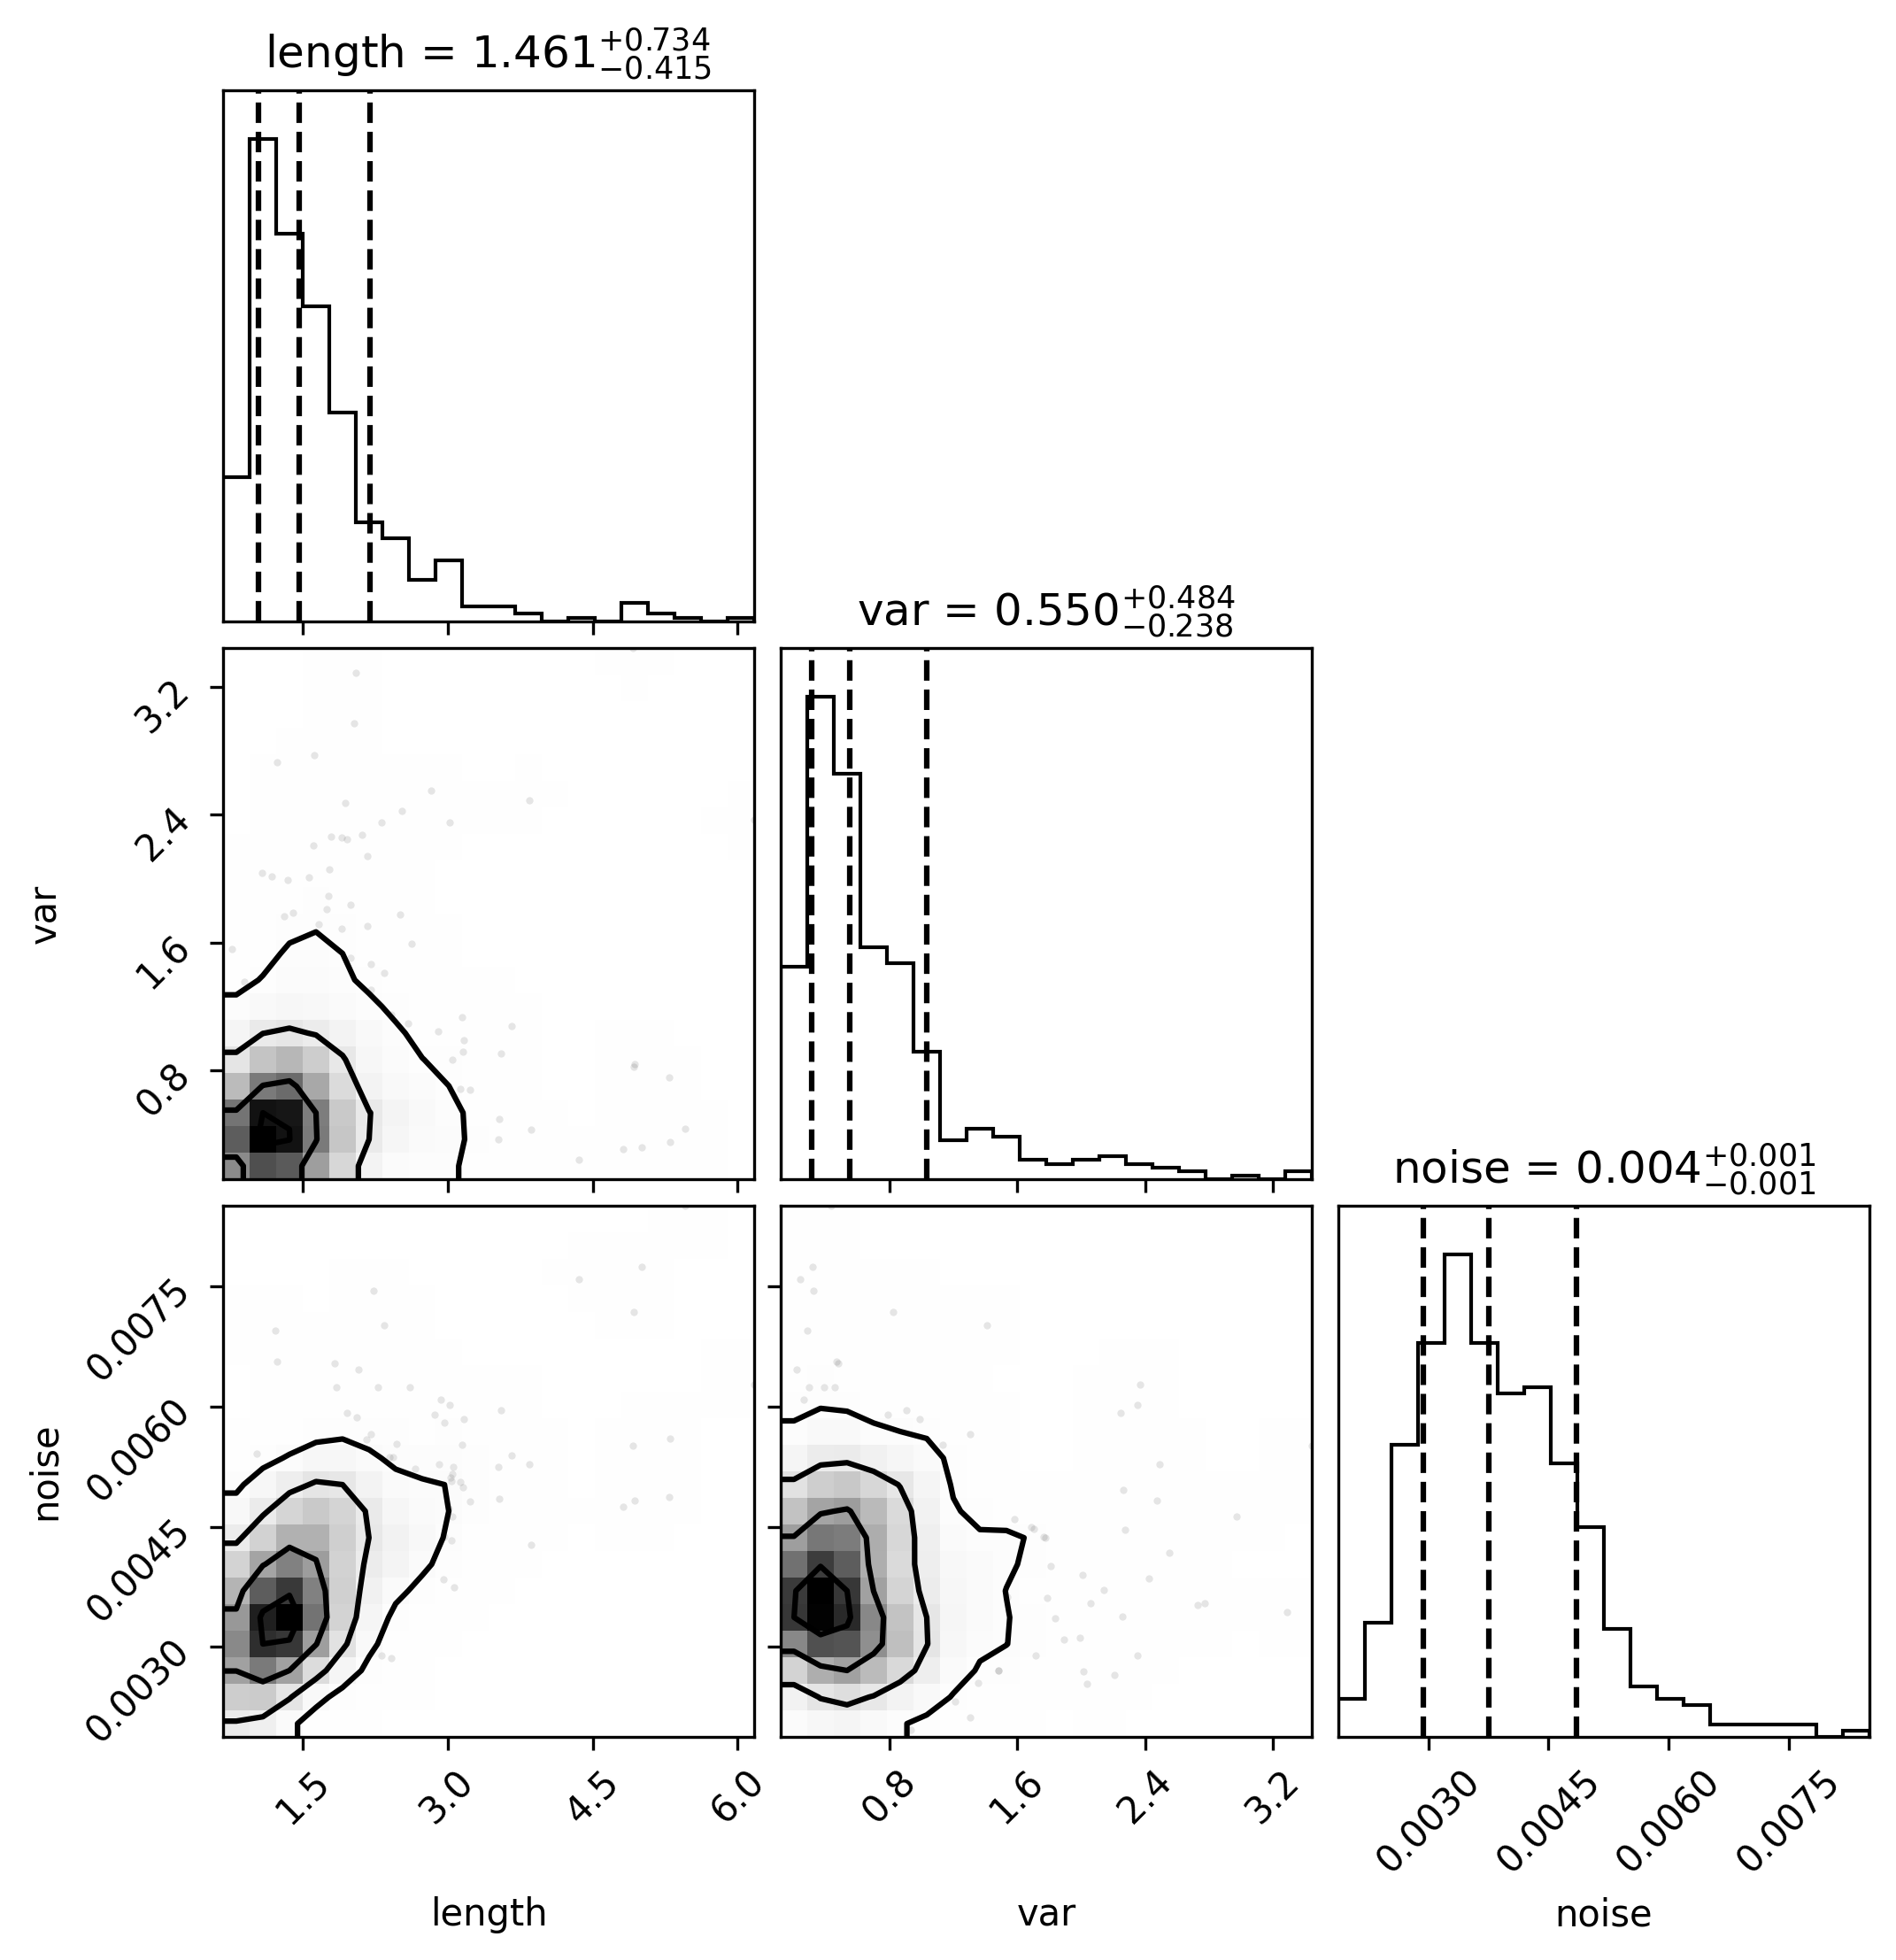 length = 1.461 +0.734 −0.415
var = 0.550 +0.484 −0.238
3.2
2.4
1.6
0.8
var
noise = 0.004 +0.001 −0.001
0.0075
0.0060
0.0045
0.0030
noise
1.5 3.0 4.5 6.0 0.8 1.6 2.4 3.2 0.0030 0.0045 0.0060 0.0075
length var noise